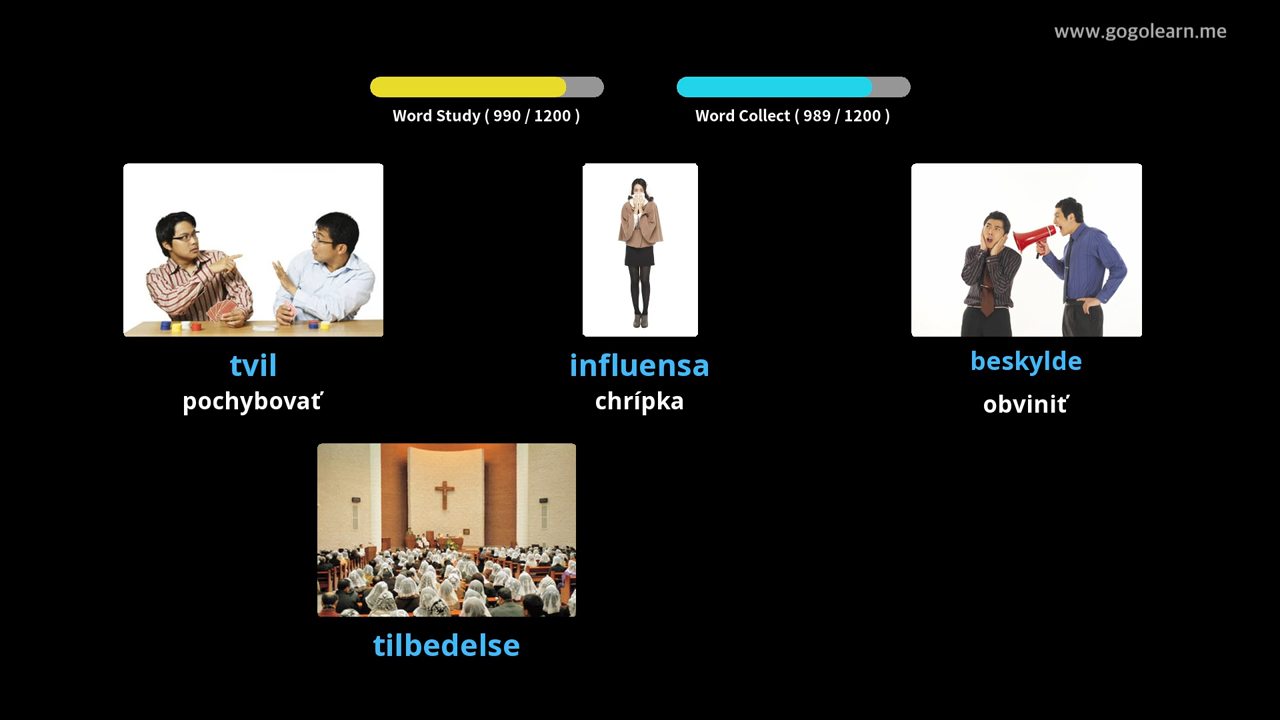 www.gogolearn.me
Word Study ( 990 / 1200 )
Word Collect ( 989 / 1200 )
tvil
pochybovať
influensa
chrípka
beskylde
obviniť
tilbedelse